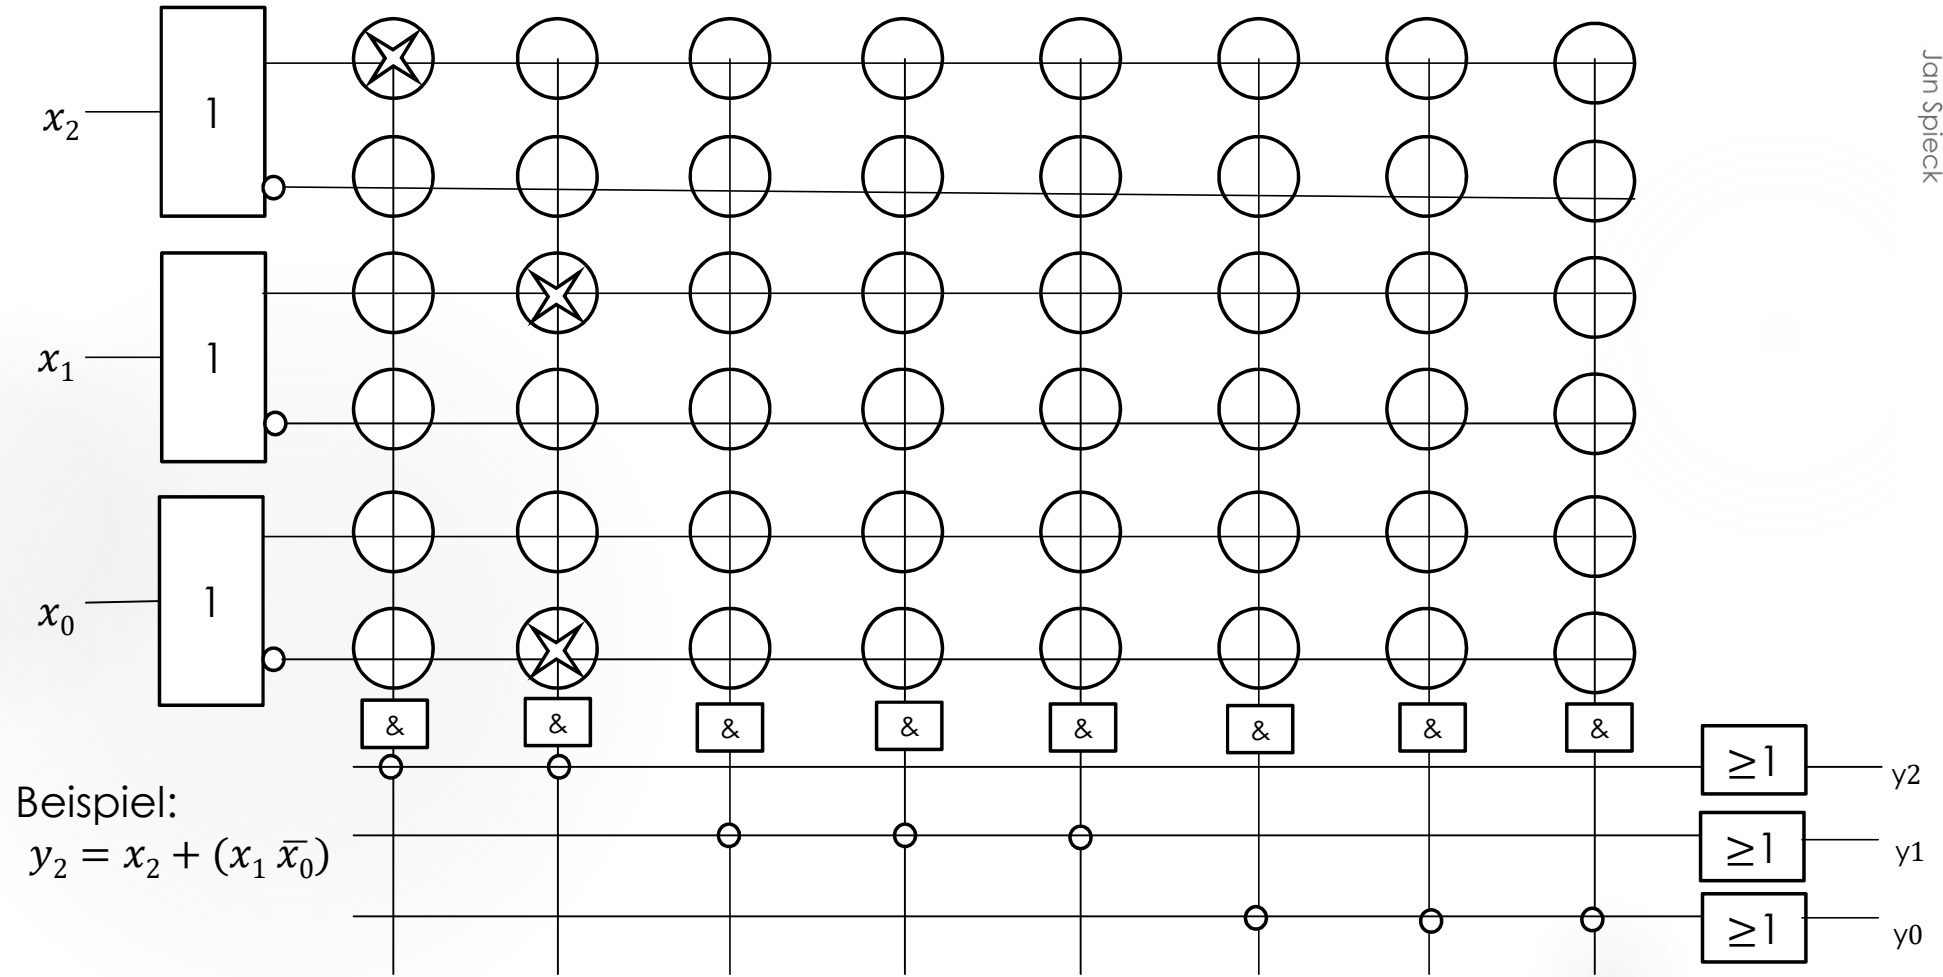 Jan Spieck
x₂
1
x₁
1
x₀
1
& & & & & & & &
≥1 y2
≥1 y1
≥1 y0
Beispiel:
y₂ = x₂ + (x₁ x̅₀)